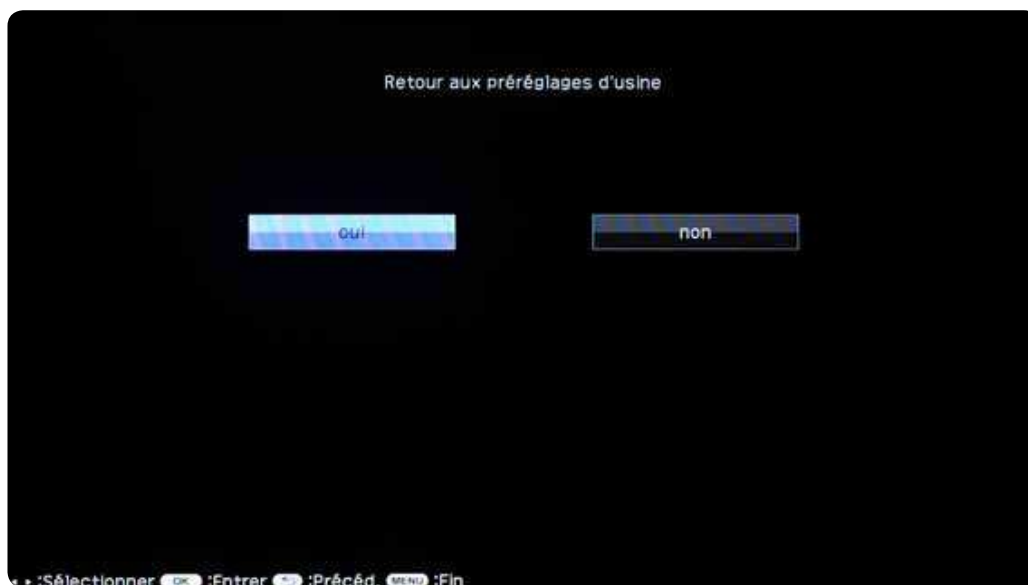 Retour aux préréglages d'usine
oui
non
:Sélectionner OK :Entrer :Précéd. MENU :Fin